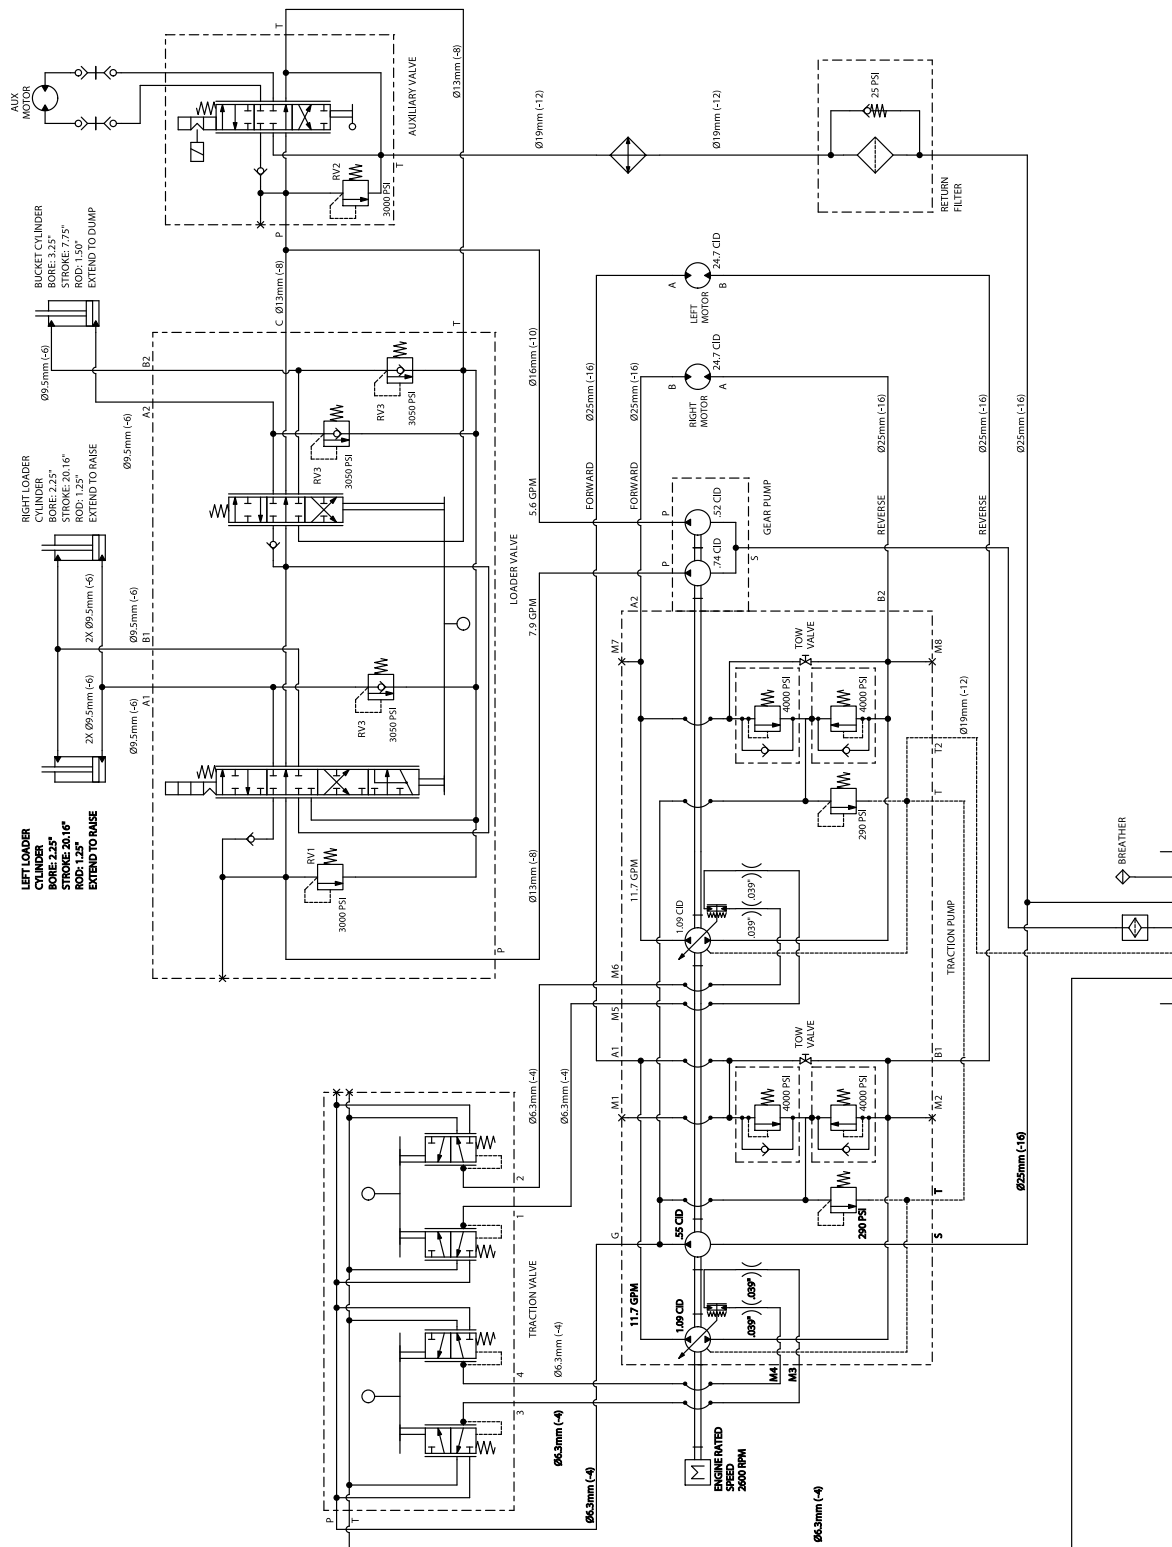 AUX
MOTOR
T
AUXILIARY VALVE
Ø13mm (-8)
RV2
3000 PSI
T
P
Ø19mm (-12)
Ø19mm (-12)
25 PSI
RETURN
FILTER
BUCKET CYLINDER
BORE: 3.25"
STROKE: 7.75"
ROD: 1.50"
EXTEND TO DUMP
Ø9.5mm (-6)
B2
A2
Ø9.5mm (-6)
C
Ø13mm (-8)
T
RV3
3050 PSI
RV3
3050 PSI
RIGHT LOADER
CYLINDER
BORE: 2.25"
STROKE: 20.16"
ROD: 1.25"
EXTEND TO RAISE
2X Ø9.5mm (-6)
Ø9.5mm (-6)
B1
2X Ø9.5mm (-6)
Ø9.5mm (-6)
A1
LOADER VALVE
RV3
3050 PSI
LEFT LOADER
CYLINDER
BORE: 2.25"
STROKE: 20.16"
ROD: 1.25"
EXTEND TO RAISE
RV1
3000 PSI
P
Ø13mm (-8)
7.9 GPM
5.6 GPM
Ø16mm (-10)
A
24.7 CID
B
LEFT
MOTOR
B
24.7 CID
A
RIGHT
MOTOR
Ø25mm (-16)
Ø25mm (-16)
FORWARD
FORWARD
Ø25mm (-16)
Ø25mm (-16)
Ø25mm (-16)
REVERSE
REVERSE
P
.52 CID
P
.74 CID
S
GEAR PUMP
A2
B2
M7
M8
TOW
VALVE
4000 PSI
4000 PSI
T2
Ø19mm (-12)
T
290 PSI
11.7 GPM
1.09 CID
.039"
.039"
TRACTION PUMP
BREATHER
M6
M5
A1
M1
TOW
VALVE
B1
M2
4000 PSI
4000 PSI
Ø6.3mm (-4)
Ø6.3mm (-4)
2
1
TRACTION VALVE
4
3
Ø6.3mm (-4)
Ø6.3mm (-4)
P
T
Ø6.3mm (-4)
G
.55 CID
290 PSI
T
S
Ø25mm (-16)
11.7 GPM
1.09 CID
.039"
.039"
M4
M3
M
ENGINE RATED
SPEED
2600 RPM
Ø6.3mm (-4)